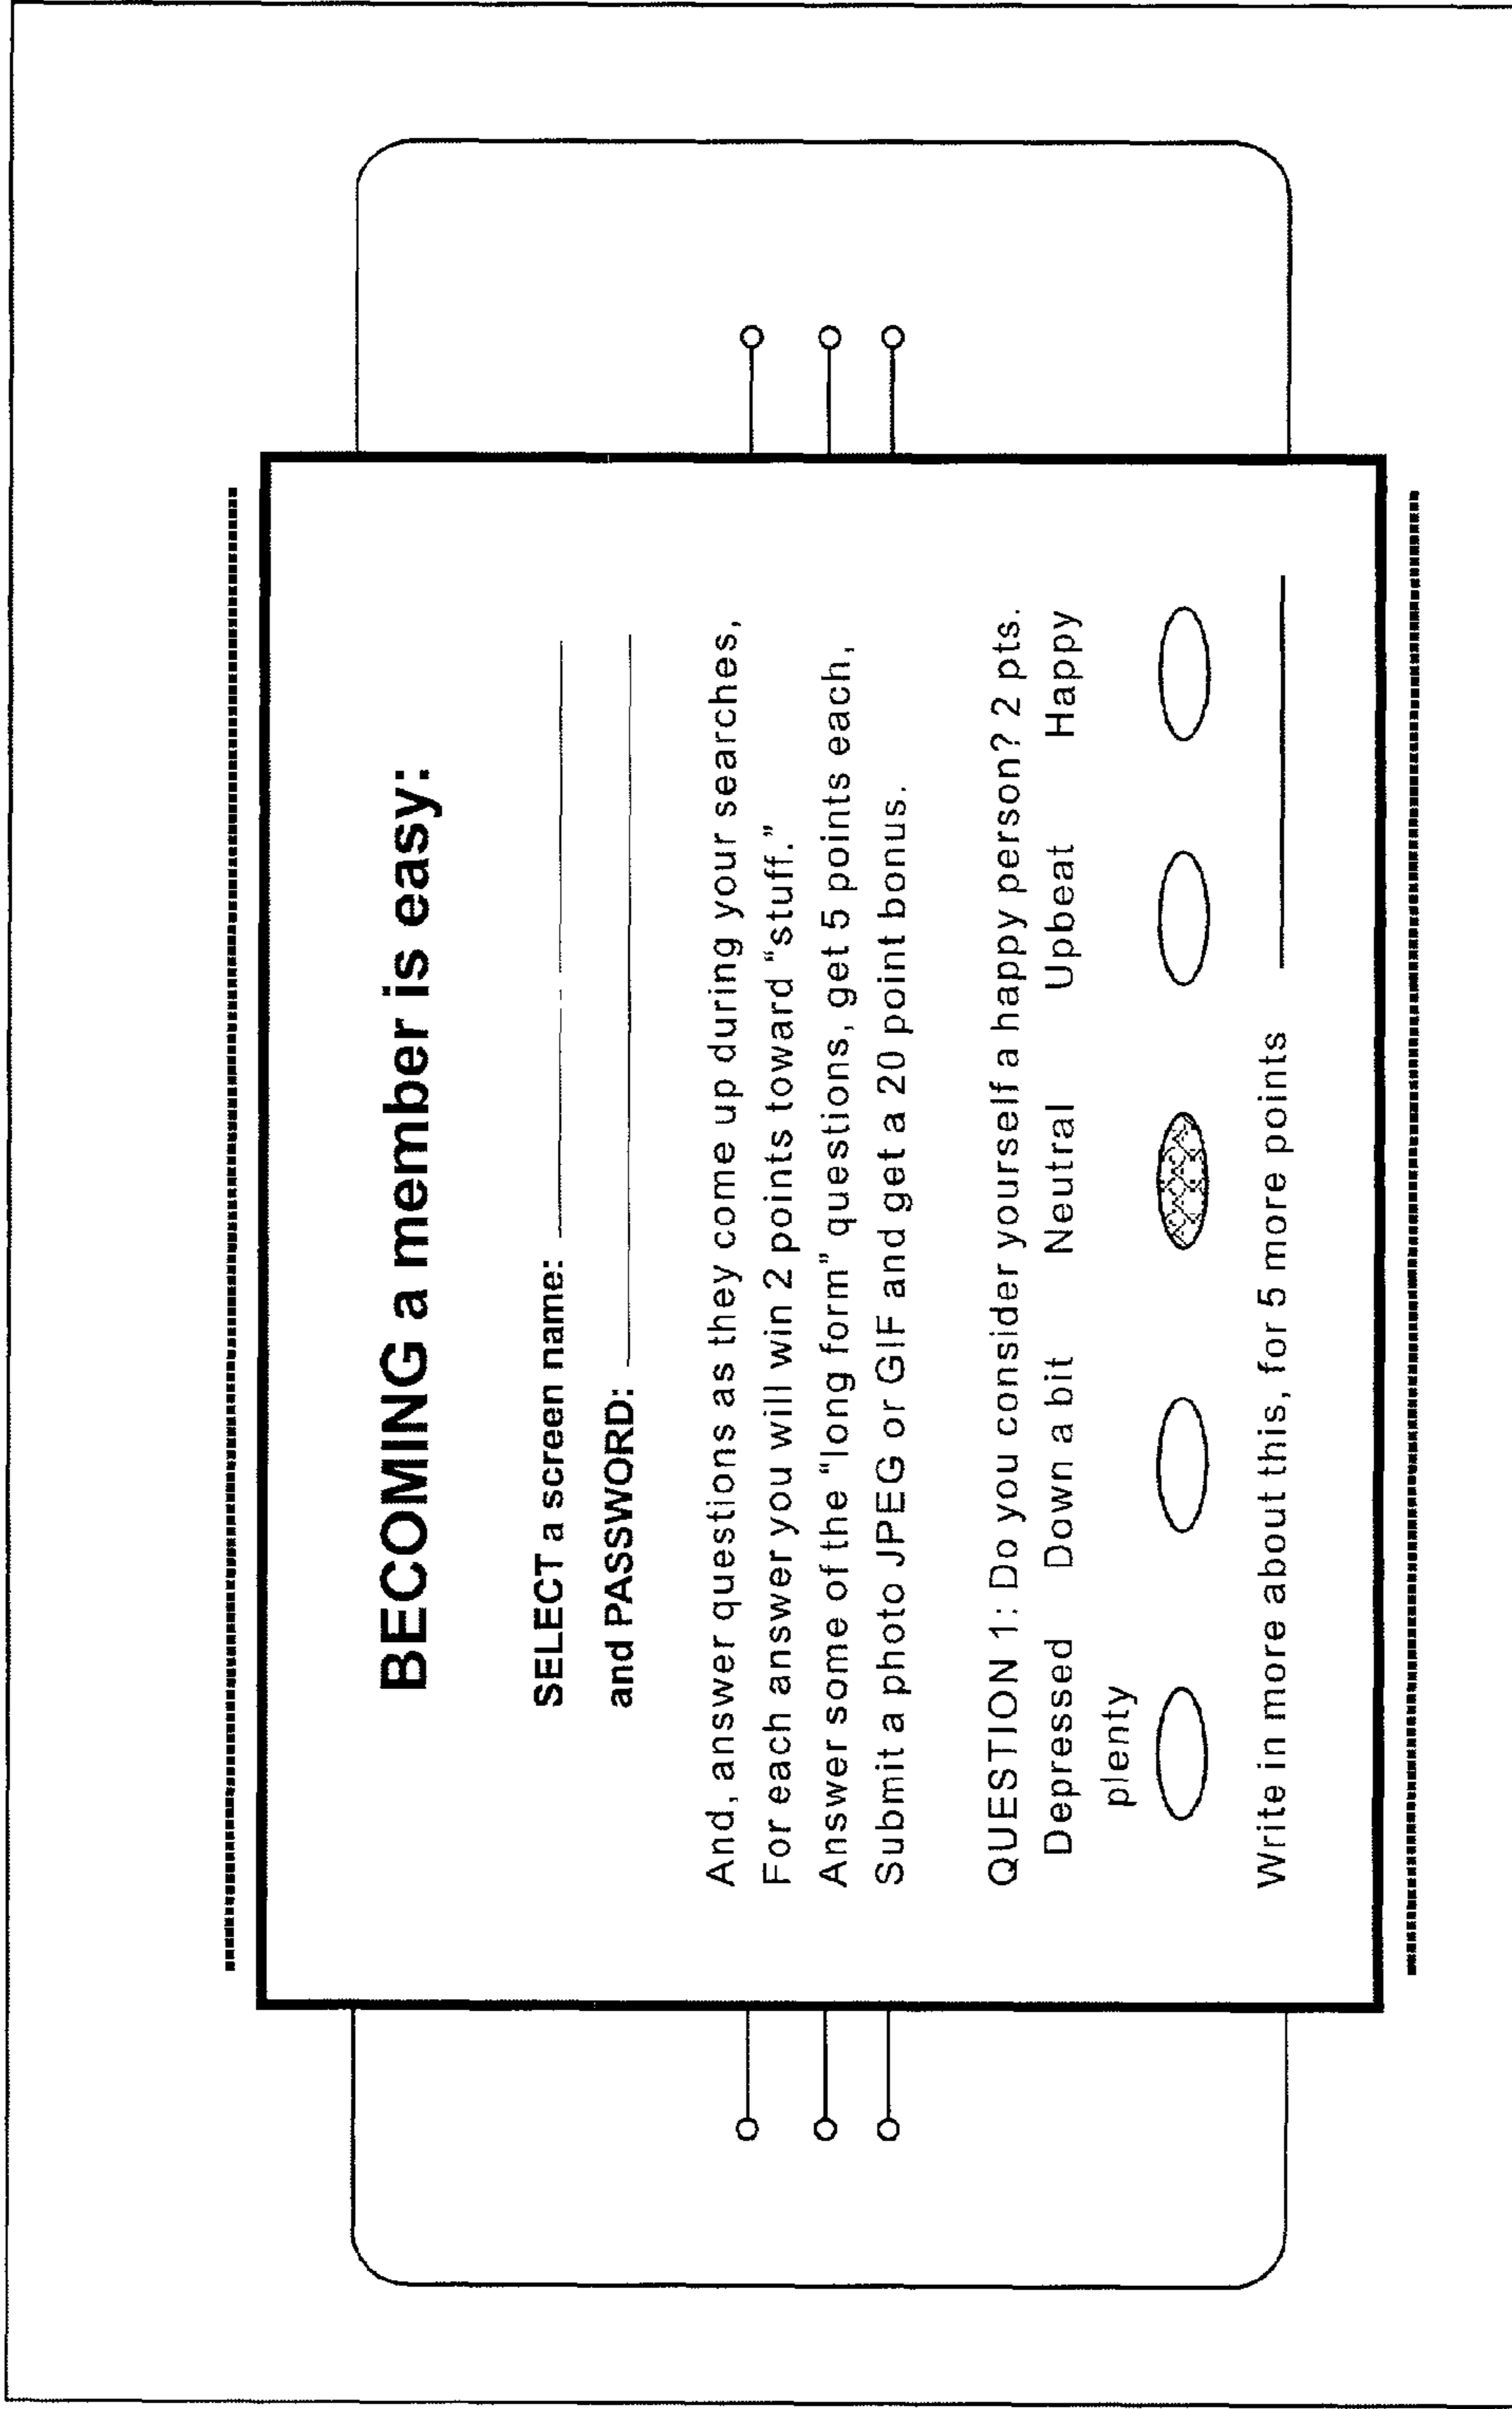 BECOMING a member is easy:
SELECT a screen name:
and PASSWORD:
And, answer questions as they come up during your searches,
For each answer you will win 2 points toward “stuff.”
Answer some of the “long form” questions, get 5 points each,
Submit a photo JPEG or GIF and get a 20 point bonus.
QUESTION 1: Do you consider yourself a happy person? 2 pts.
Depressed Down a bit Neutral Upbeat Happy
plenty
Write in more about this, for 5 more points